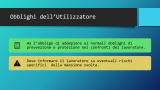 Obblighi dell'Utilizzatore
Ha l'obbligo di adempiere ai normali obblighi di
prevenzione e protezione nei confronti del lavoratore.
Deve informare il lavoratore su eventuali rischi
specifici della mansione svolta.